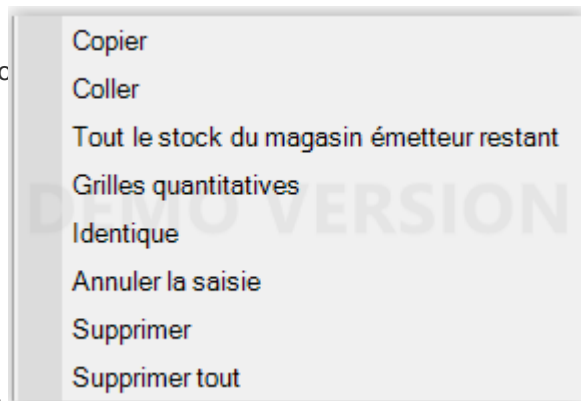 Copier
Coller
Tout le stock du magasin émetteur restant
Grilles quantitatives
DEMO VERSION
Identique
Annuler la saisie
Supprimer
Supprimer tout